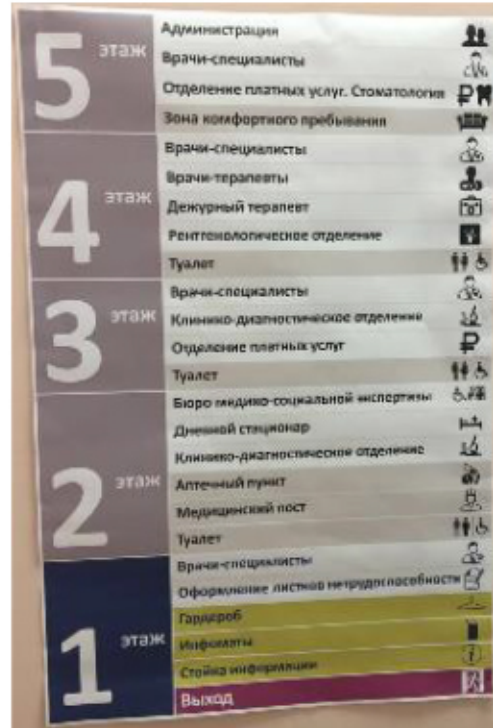 5 этаж
Администрация
Врачи-специалисты
Отделение платных услуг. Стоматология
Зона комфортного пребывания
4 этаж
Врачи-специалисты
Врачи-терапевты
Дежурный терапевт
Рентгенологическое отделение
Туалет
3 этаж
Врачи-специалисты
Клинико-диагностическое отделение
Отделение платных услуг
Туалет
2 этаж
Бюро медико-социальной экспертизы
Дневной стационар
Клинико-диагностическое отделение
Аптечный пункт
Медицинский пост
Туалет
1 этаж
Врачи-специалисты
Оформление листков нетрудоспособности
Гардероб
Инфоматы
Стойка информации
Выход